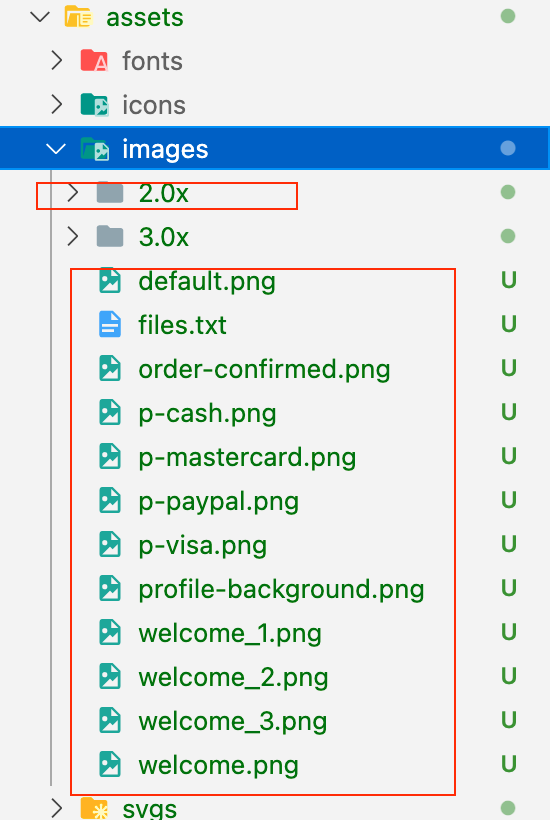 assets
fonts
icons
images
2.0x
3.0x
default.png U
files.txt U
order-confirmed.png U
p-cash.png U
p-mastercard.png U
p-paypal.png U
p-visa.png U
profile-background.png U
welcome_1.png U
welcome_2.png U
welcome_3.png U
welcome.png U
svgs